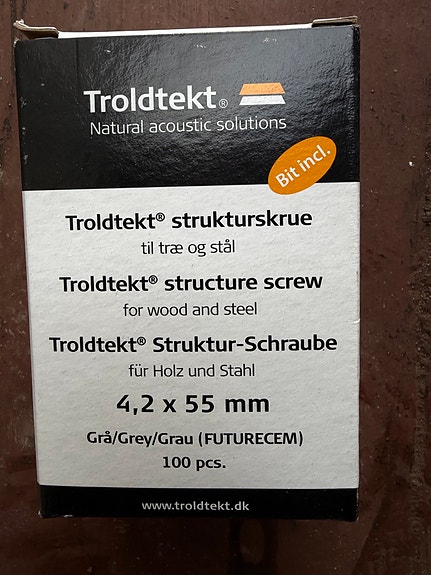 Troldtekt®
Natural acoustic solutions
Bit incl.
Troldtekt® strukturskrue
til træ og stål
Troldtekt® structure screw
for wood and steel
Troldtekt® Struktur-Schraube
für Holz und Stahl
4,2 x 55 mm
Grå/Grey/Grau (FUTURECEM)
100 pcs.
www.troldtekt.dk